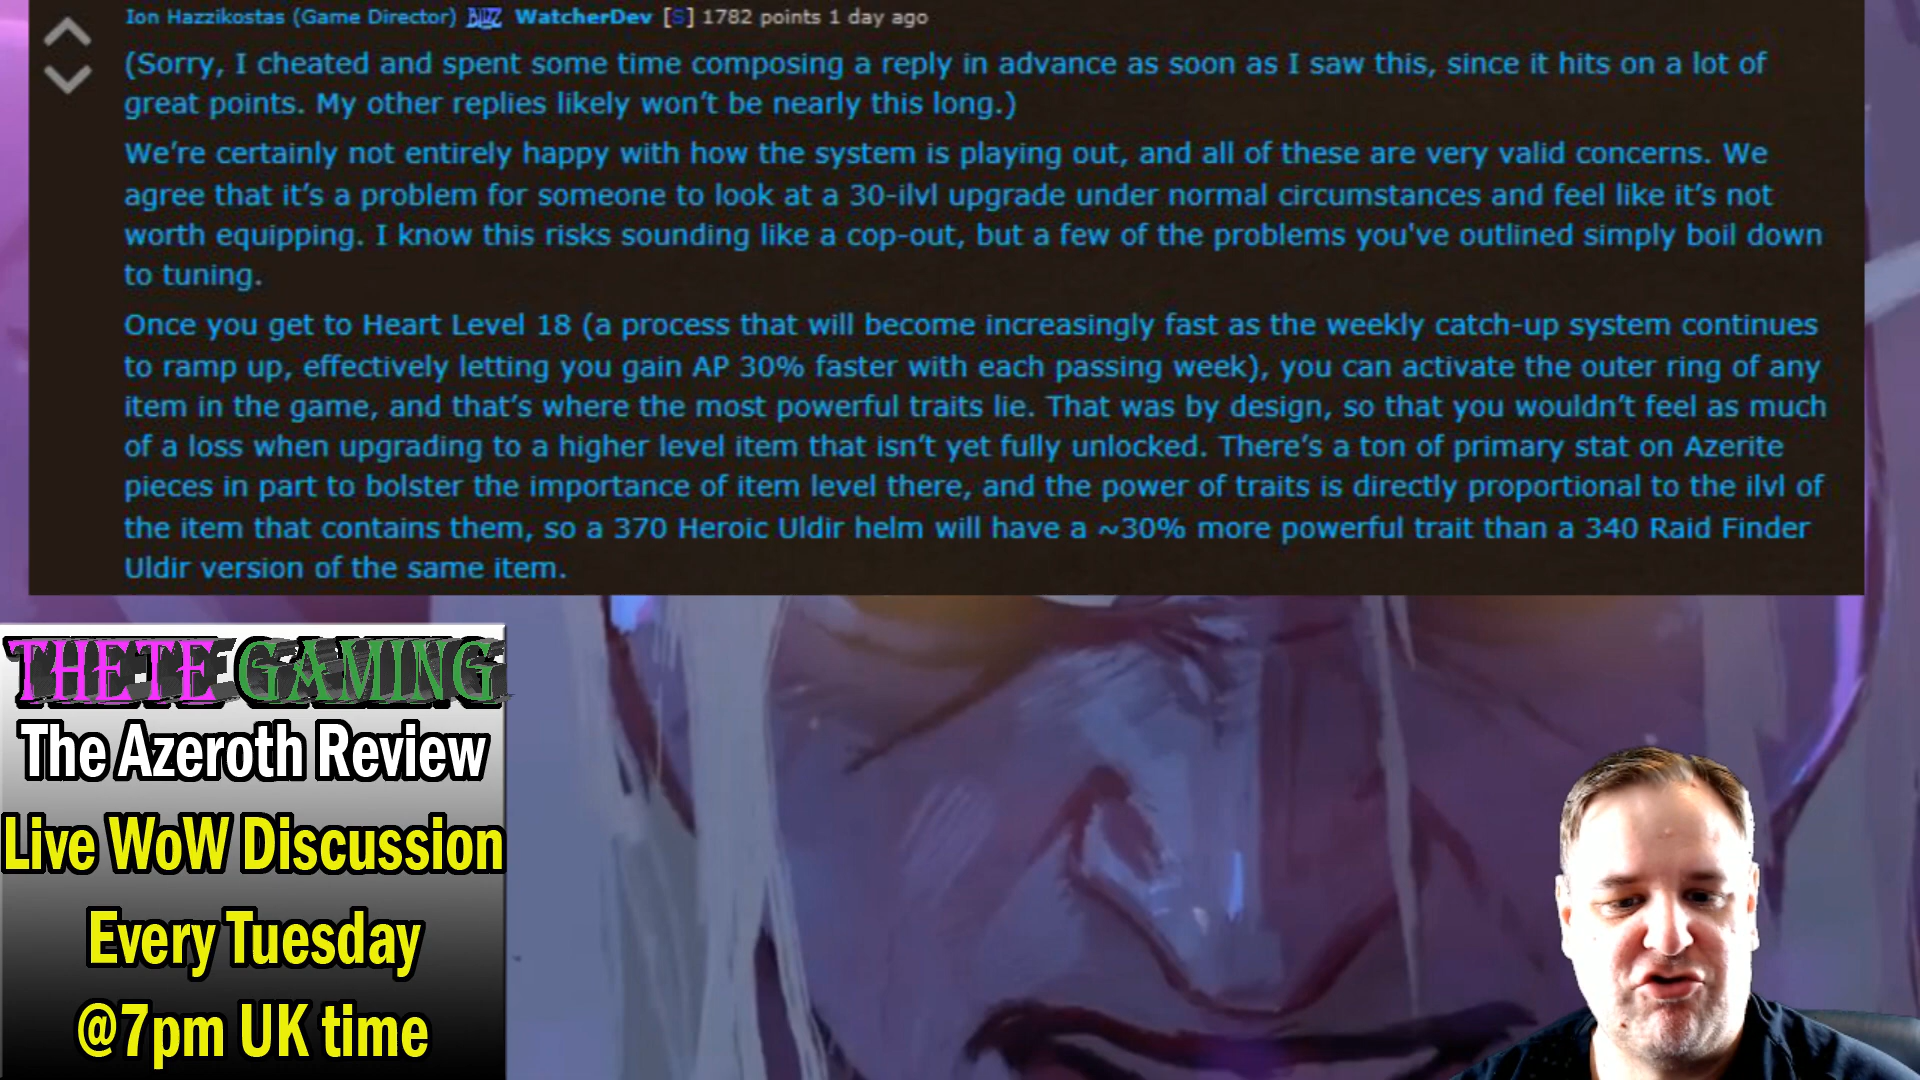 Ion Hazzikostas (Game Director) BLIZZ WatcherDev [S] 1782 points 1 day ago
(Sorry, I cheated and spent some time composing a reply in advance as soon as I saw this, since it hits on a lot of
great points. My other replies likely won’t be nearly this long.)
We’re certainly not entirely happy with how the system is playing out, and all of these are very valid concerns. We
agree that it’s a problem for someone to look at a 30-ilvl upgrade under normal circumstances and feel like it’s not
worth equipping. I know this risks sounding like a cop-out, but a few of the problems you've outlined simply boil down
to tuning.
Once you get to Heart Level 18 (a process that will become increasingly fast as the weekly catch-up system continues
to ramp up, effectively letting you gain AP 30% faster with each passing week), you can activate the outer ring of any
item in the game, and that’s where the most powerful traits lie. That was by design, so that you wouldn’t feel as much
of a loss when upgrading to a higher level item that isn’t yet fully unlocked. There’s a ton of primary stat on Azerite
pieces in part to bolster the importance of item level there, and the power of traits is directly proportional to the ilvl of
the item that contains them, so a 370 Heroic Uldir helm will have a ~30% more powerful trait than a 340 Raid Finder
Uldir version of the same item.
THETE GAMING
The Azeroth Review
Live WoW Discussion
Every Tuesday
@7pm UK time